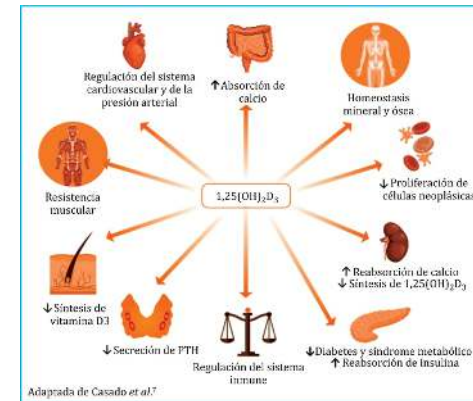 Regulación del sistema
cardiovascular y de la
presión arterial
↑Absorción de
calcio
Homeostasis
mineral y ósea
Resistencia
muscular
1,25(OH)₂D₃
↓ Proliferación de
células neoplásicas
↓Síntesis de
vitamina D3
↓Secreción de PTH
Regulación del sistema
inmune
↑ Reabsorción de calcio
↓ Síntesis de 1,25(OH)₂D₃
↓Diabetes y síndrome metabólico
↑ Reabsorción de insulina
Adaptada de Casado et al.⁷